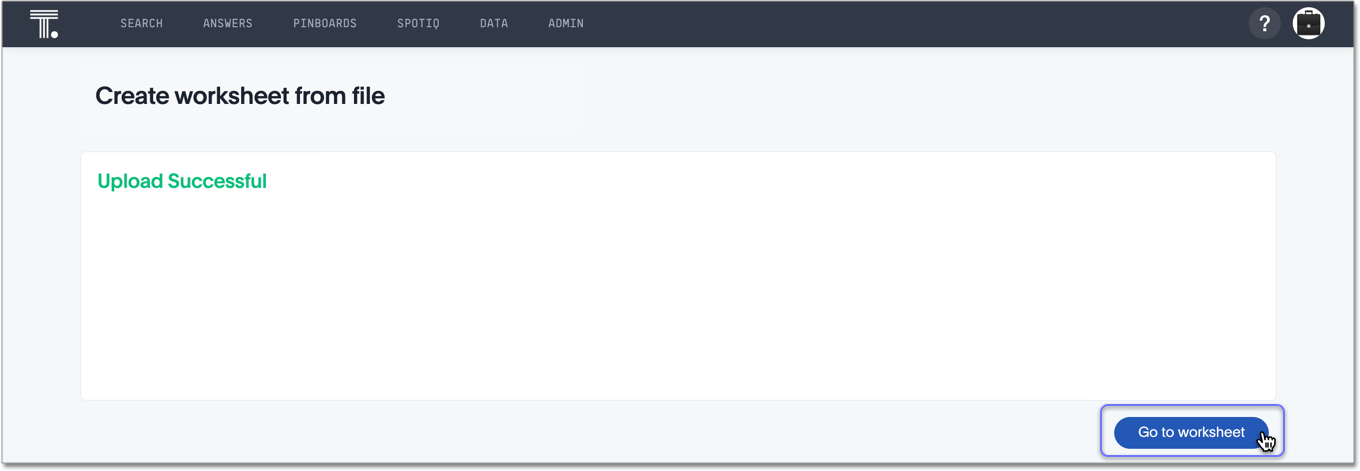 T. SEARCH ANSWERS PINBOARDS SPOTIQ DATA ADMIN ?
Create worksheet from file
Upload Successful
Go to worksheet